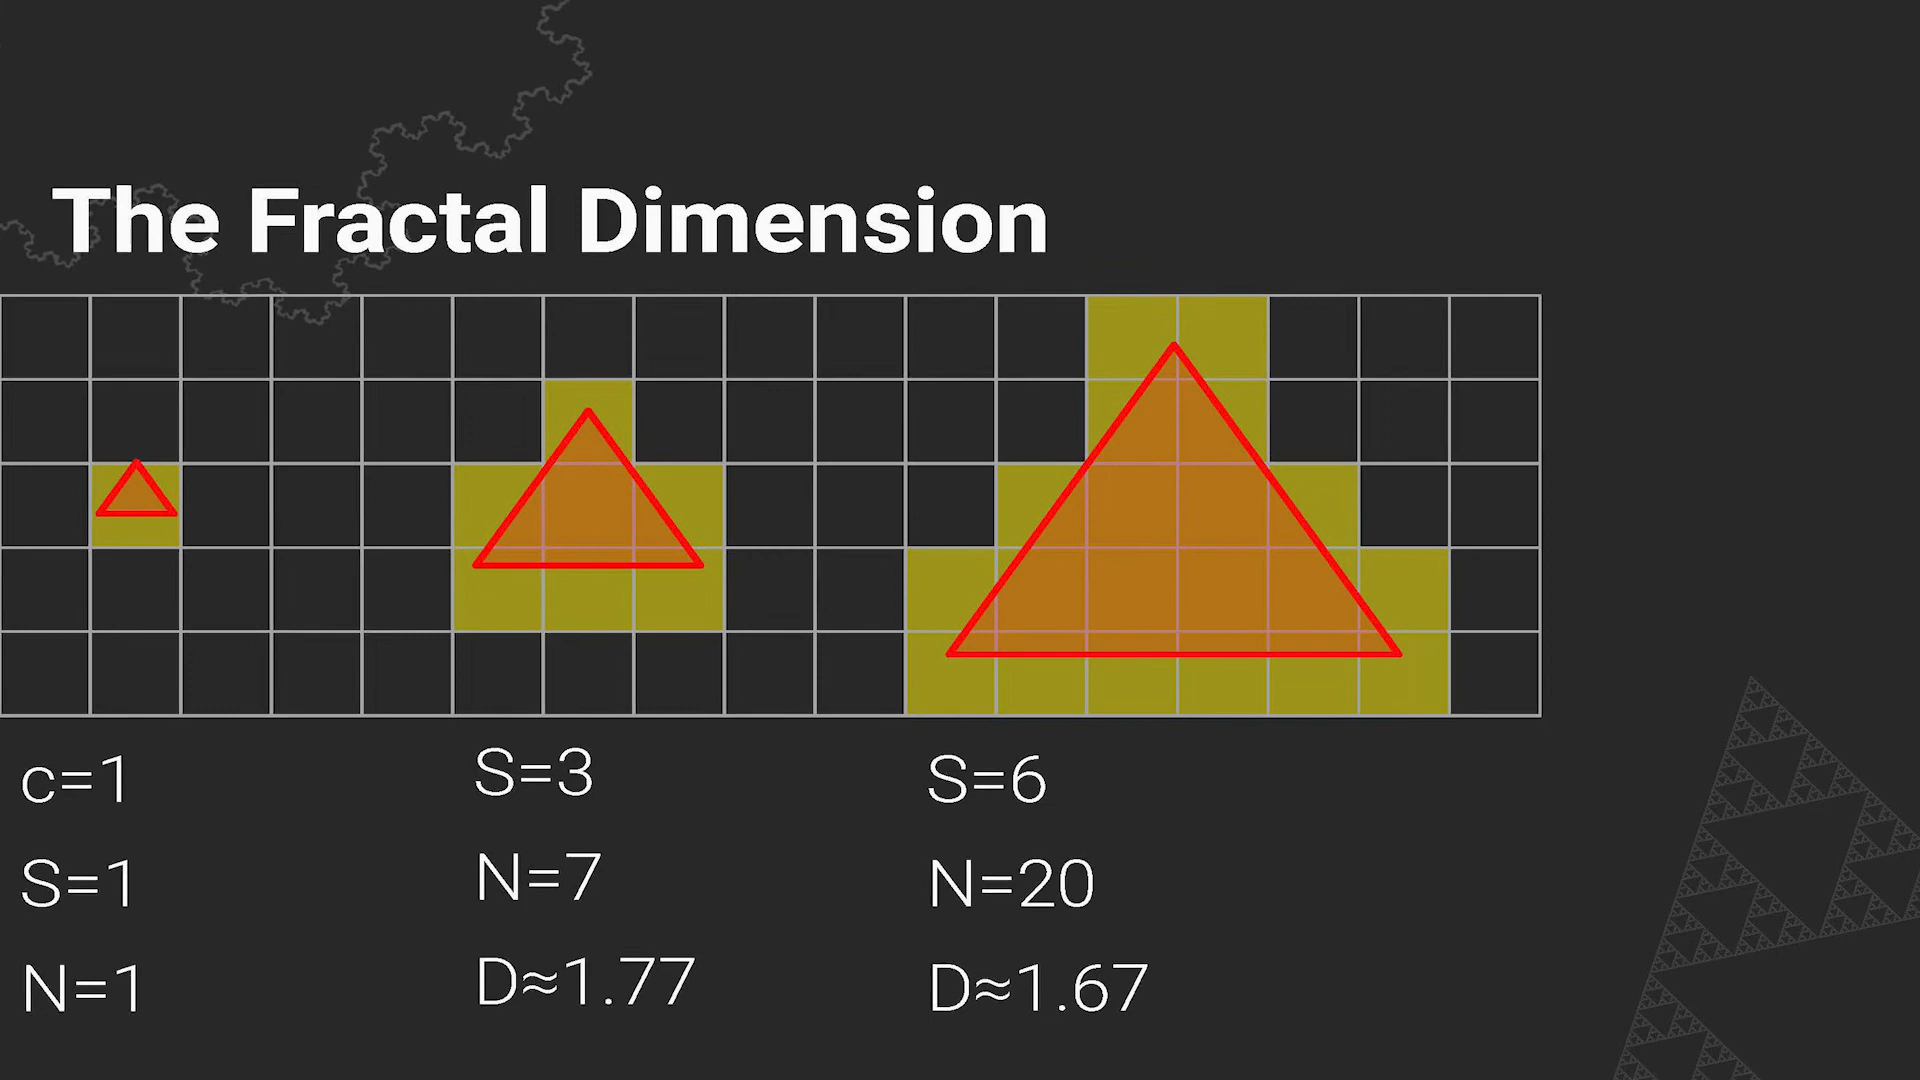 The Fractal Dimension
c=1
S=1
N=1
S=3
N=7
D≈1.77
S=6
N=20
D≈1.67